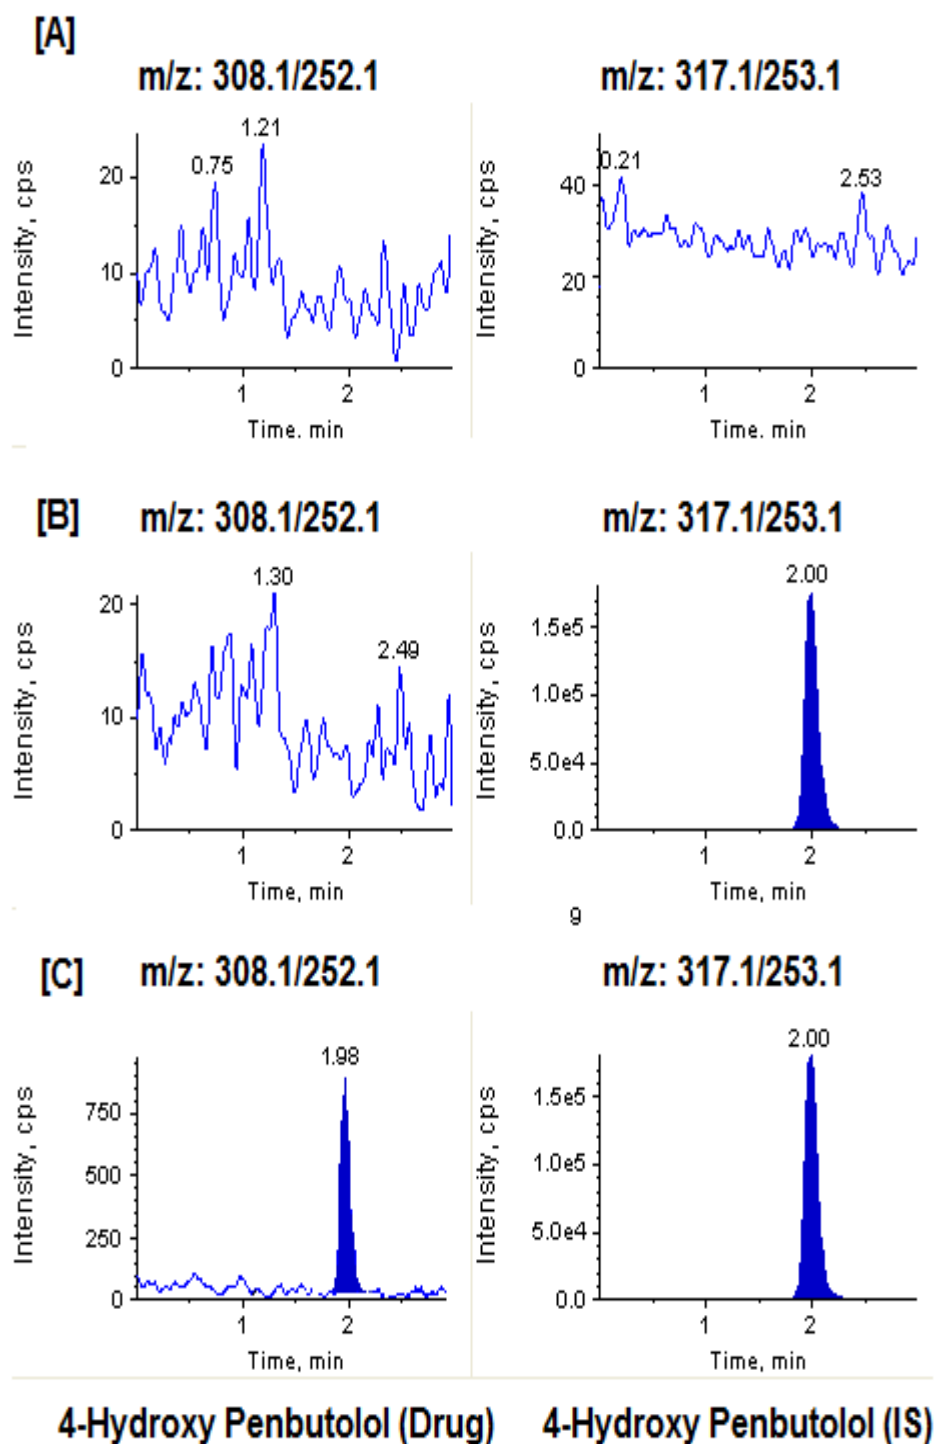 [A]
m/z: 308.1/252.1 m/z: 317.1/253.1
Intensity, cps
20
10
0
0.75
1.21
1 2
Time. min
Intensity, cps
40
20
0
0.21
2.53
1 2
Time, min
[B] m/z: 308.1/252.1 m/z: 317.1/253.1
Intensity, cps
20
10
0
1.30
2.49
1 2
Time, min
Intensity, cps
1.5e5
1.0e5
5.0e4
0.0
2.00
1 2
Time, min
9
[C] m/z: 308.1/252.1 m/z: 317.1/253.1
Intensity, cps
750
500
250
0
1.98
1 2
Time, min
Intensity, cps
1.5e5
1.0e5
5.0e4
0.0
2.00
1 2
Time, min
4-Hydroxy Penbutolol (Drug) 4-Hydroxy Penbutolol (IS)